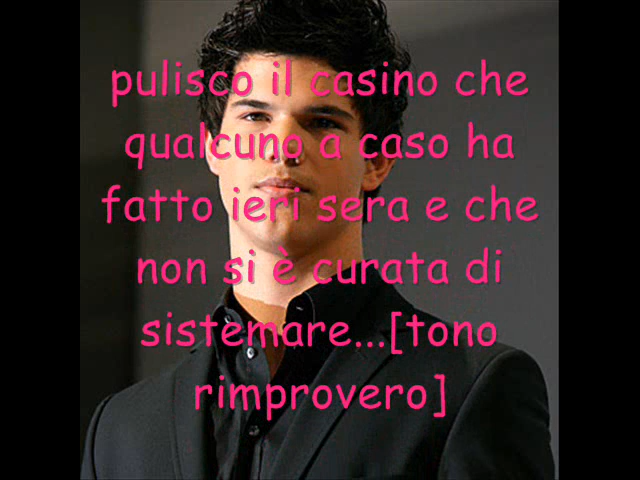 pulisco il casino che
qualcuno a caso ha
fatto ieri sera e che
non si è curata di
sistemare...[tono
rimprovero]